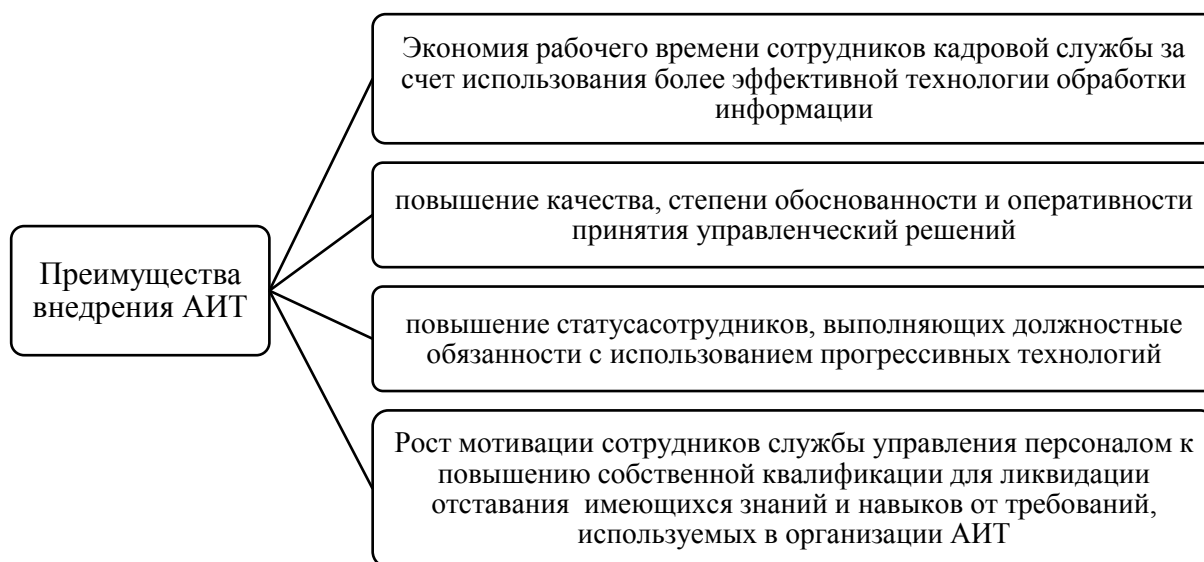 Экономия рабочего времени сотрудников кадровой службы за
счет использования более эффективной технологии обработки
информации
повышение качества, степени обоснованности и оперативности
принятия управленческий решений
Преимущества
внедрения АИТ
повышение статусасотрудников, выполняющих должностные
обязанности с использованием прогрессивных технологий
Рост мотивации сотрудников службы управления персоналом к
повышению собственной квалификации для ликвидации
отставания  имеющихся знаний и навыков от требований,
используемых в организации АИТ